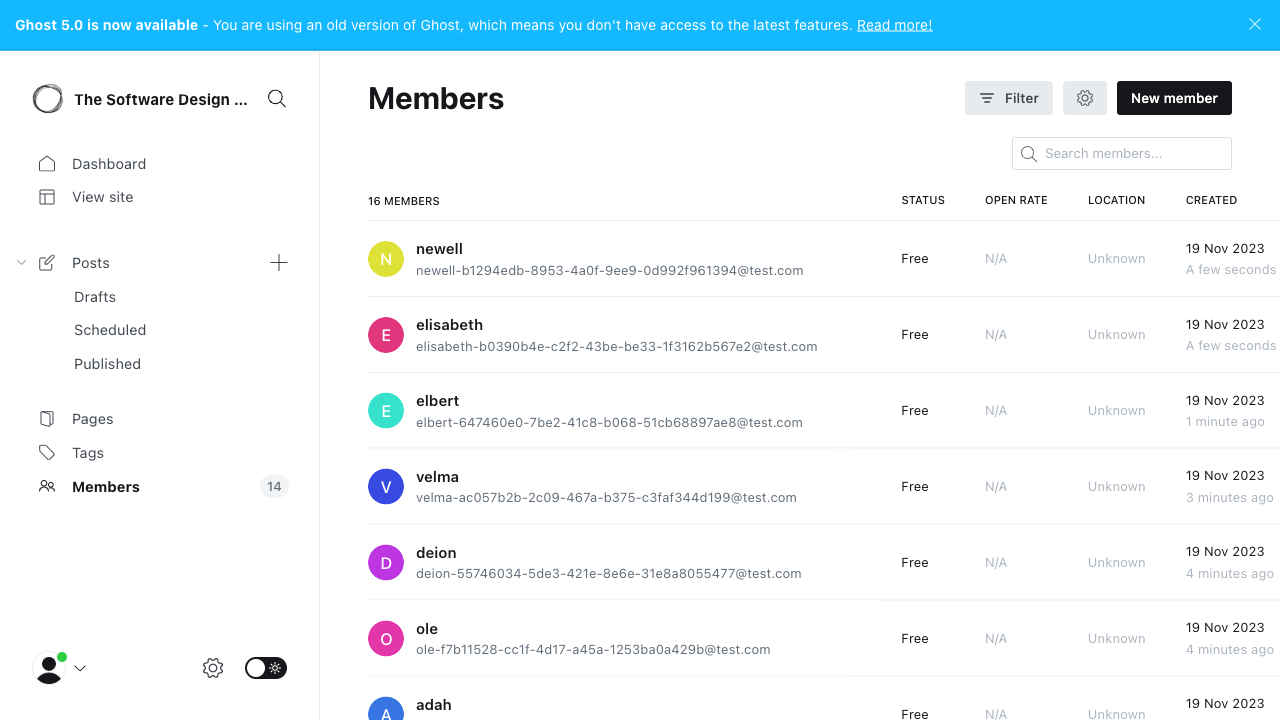 Ghost 5.0 is now available - You are using an old version of Ghost, which means you don't have access to the latest features. Read more!
The Software Design ...
Dashboard
View site
Posts
Drafts
Scheduled
Published
Pages
Tags
Members 14
Members
Filter
New member
Search members...
16 MEMBERS STATUS OPEN RATE LOCATION CREATED
N newell Free N/A Unknown 19 Nov 2023
newell-b1294edb-8953-4a0f-9ee9-0d992f961394@test.com A few seconds
E elisabeth Free N/A Unknown 19 Nov 2023
elisabeth-b0390b4e-c2f2-43be-be33-1f3162b567e2@test.com A few seconds
E elbert Free N/A Unknown 19 Nov 2023
elbert-647460e0-7be2-41c8-b068-51cb68897ae8@test.com 1 minute ago
V velma Free N/A Unknown 19 Nov 2023
velma-ac057b2b-2c09-467a-b375-c3faf344d199@test.com 3 minutes ago
D deion Free N/A Unknown 19 Nov 2023
deion-55746034-5de3-421e-8e6e-31e8a8055477@test.com 4 minutes ago
O ole Free N/A Unknown 19 Nov 2023
ole-f7b11528-cc1f-4d17-a45a-1253ba0a429b@test.com 4 minutes ago
A adah Free N/A Unknown 19 Nov 2023